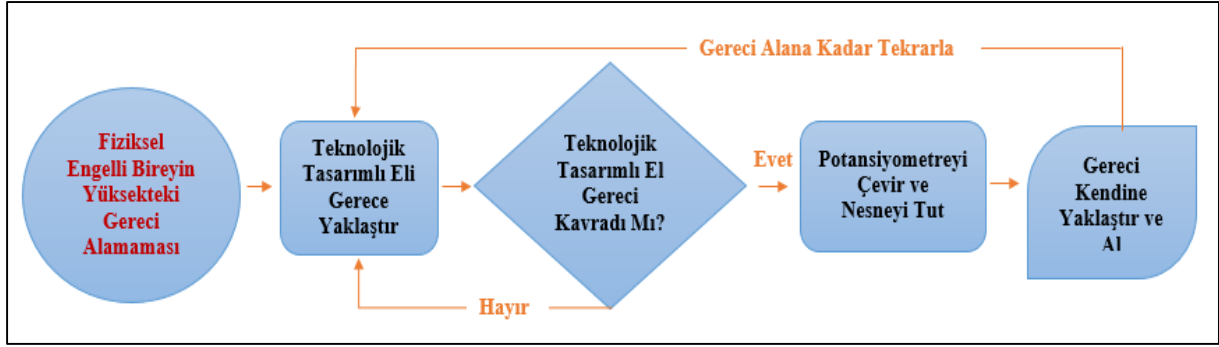 Gereci Alana Kadar Tekrarla
Fiziksel
Engelli Bireyin
Yüksekteki
Gereci
Alamaması
Teknolojik
Tasarımlı Eli
Gerece
Yaklaştır
Teknolojik
Tasarımlı El
Gereci
Kavradı Mı?
Evet
Potansiyometreyi
Çevir ve
Nesneyi Tut
Gereci
Kendine
Yaklaştır ve
Al
Hayır